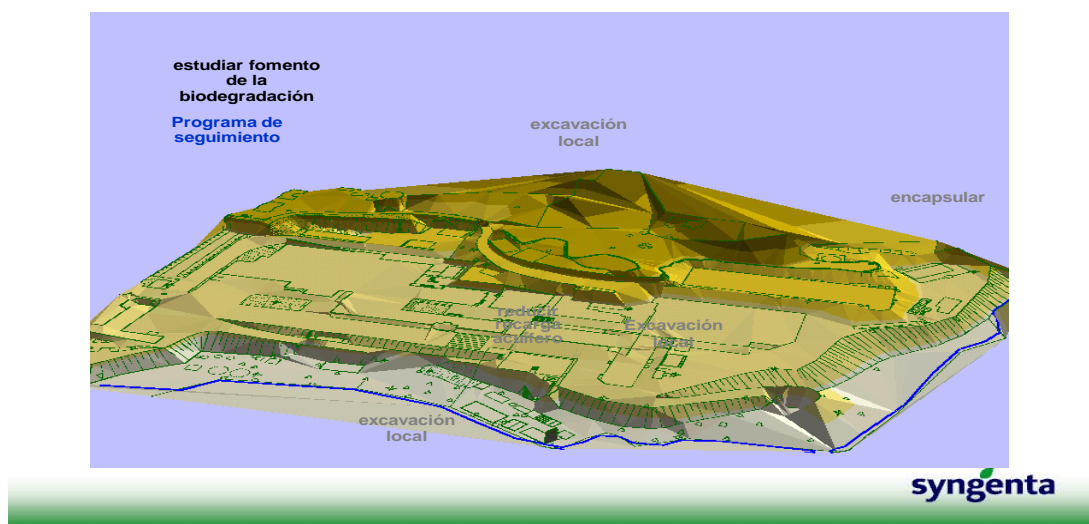 estudiar fomento
de la
biodegradación
Programa de
seguimiento
excavación
local
encapsular
reducir
recarga
acuífero
Excavación
local
excavación
local
syngenta